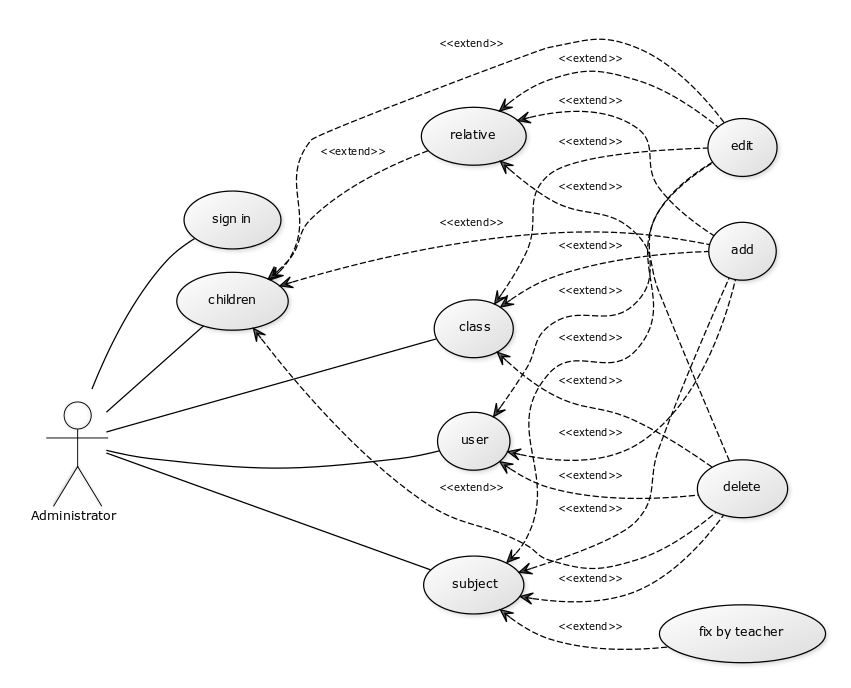 <<extend>>
<<extend>>
<<extend>>
relative
<<extend>>
edit
<<extend>>
<<extend>>
sign in
<<extend>>
<<extend>>
add
<<extend>>
children
class
<<extend>>
<<extend>>
<<extend>>
user
<<extend>>
<<extend>>
delete
<<extend>>
Administrator
<<extend>>
subject
<<extend>>
fix by teacher